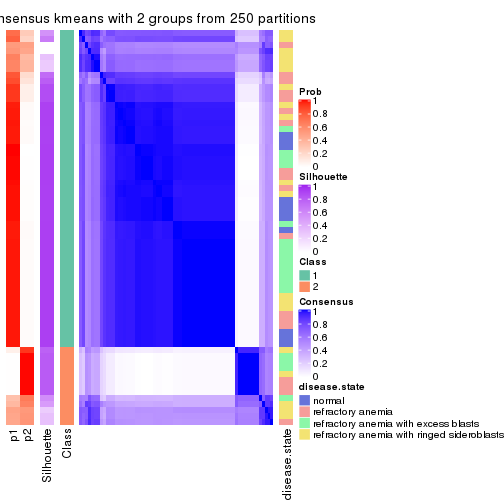 nsensus kmeans with 2 groups from 250 partitions
Prob
1
0.8
0.6
0.4
0.2
0
Silhouette
1
0.8
0.6
0.4
0.2
0
Class
1
2
Consensus
1
0.8
0.6
0.4
0.2
0
disease.state
normal
refractory anemia
refractory anemia with excess blasts
refractory anemia with ringed sideroblasts
p1
p2
Silhouette
Class
disease.state